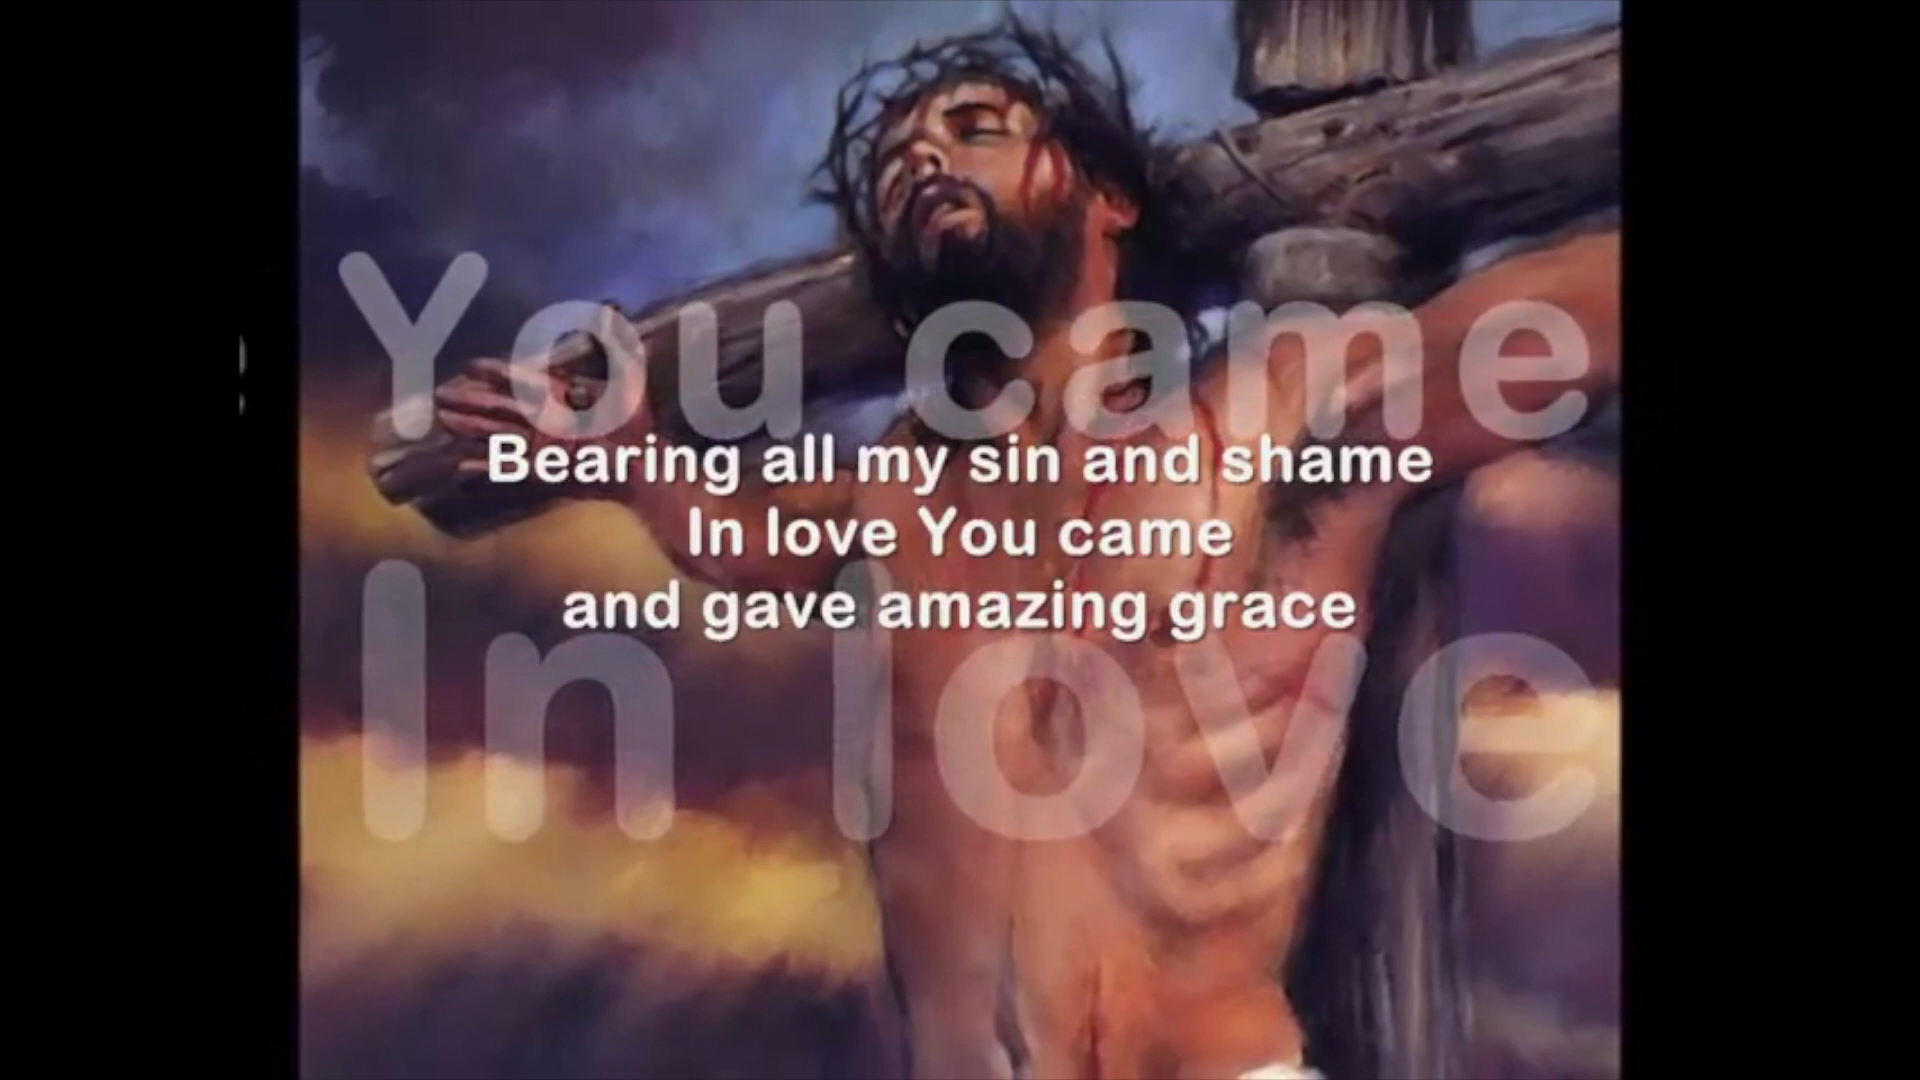 You came
Bearing all my sin and shame
In love You came
and gave amazing grace
In love